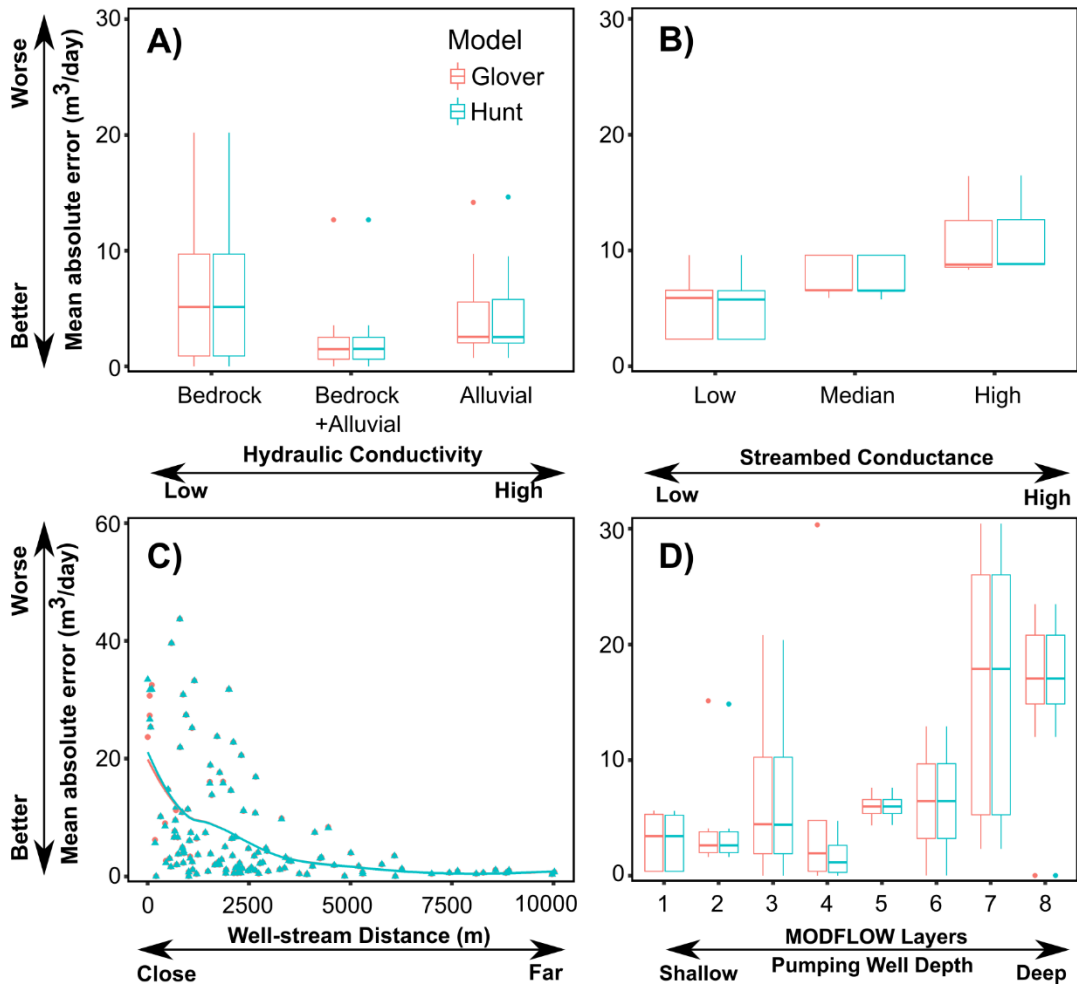 A)
Model
Glover
Hunt
Worse
Better
Mean absolute error (m³/day)
30
20
10
0
Bedrock
Bedrock
+Alluvial
Alluvial
Hydraulic Conductivity
Low
High
B)
30
20
10
0
Low
Median
High
Streambed Conductance
Low
High
C)
Worse
Better
Mean absolute error (m³/day)
60
40
20
0
0 2500 5000 7500 10000
Well-stream Distance (m)
Close
Far
D)
30
20
10
0
1 2 3 4 5 6 7 8
MODFLOW Layers
Pumping Well Depth
Shallow
Deep